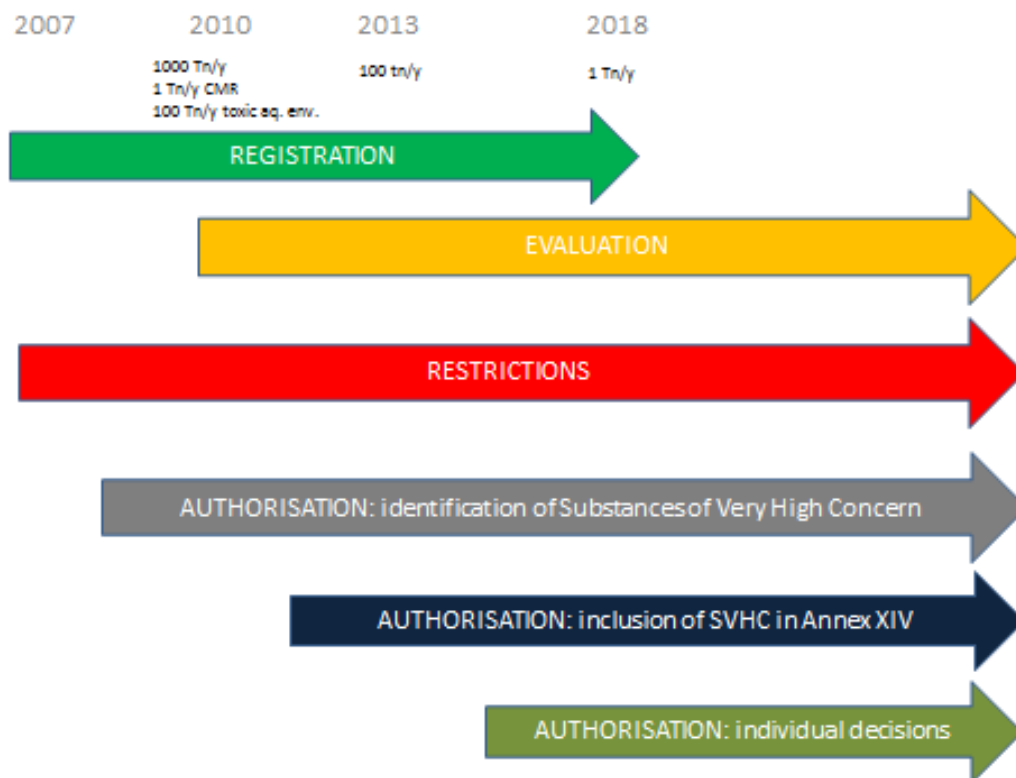 2007 2010 2013 2018
1000 Tn/y 100 tn/y 1 Tn/y
1 Tn/y CMR
100 Tn/y toxic aq. env.
REGISTRATION
EVALUATION
RESTRICTIONS
AUTHORISATION: identification of Substances of Very High Concern
AUTHORISATION: inclusion of SVHC in Annex XIV
AUTHORISATION: individual decisions